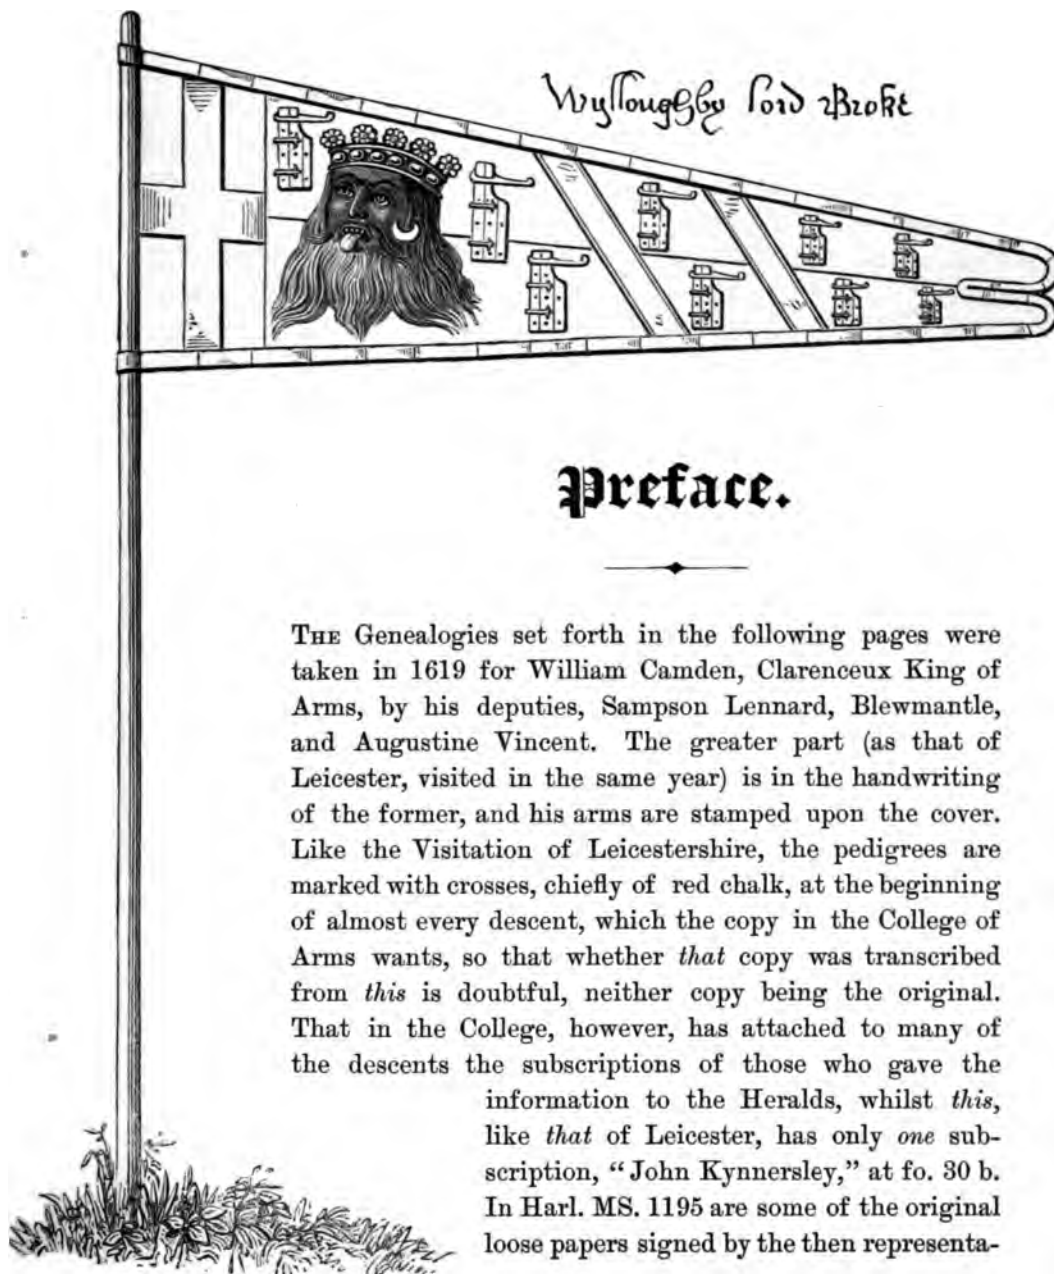 Wylloughby lord Broke
Preface.
THE Genealogies set forth in the following pages were
taken in 1619 for William Camden, Clarenceux King of
Arms, by his deputies, Sampson Lennard, Blewmantle,
and Augustine Vincent. The greater part (as that of
Leicester, visited in the same year) is in the handwriting
of the former, and his arms are stamped upon the cover.
Like the Visitation of Leicestershire, the pedigrees are
marked with crosses, chiefly of red chalk, at the beginning
of almost every descent, which the copy in the College of
Arms wants, so that whether that copy was transcribed
from this is doubtful, neither copy being the original.
That in the College, however, has attached to many of
the descents the subscriptions of those who gave the
information to the Heralds, whilst this,
like that of Leicester, has only one sub-
scription, “John Kynnersley,” at fo. 30 b.
In Harl. MS. 1195 are some of the original
loose papers signed by the then representa-